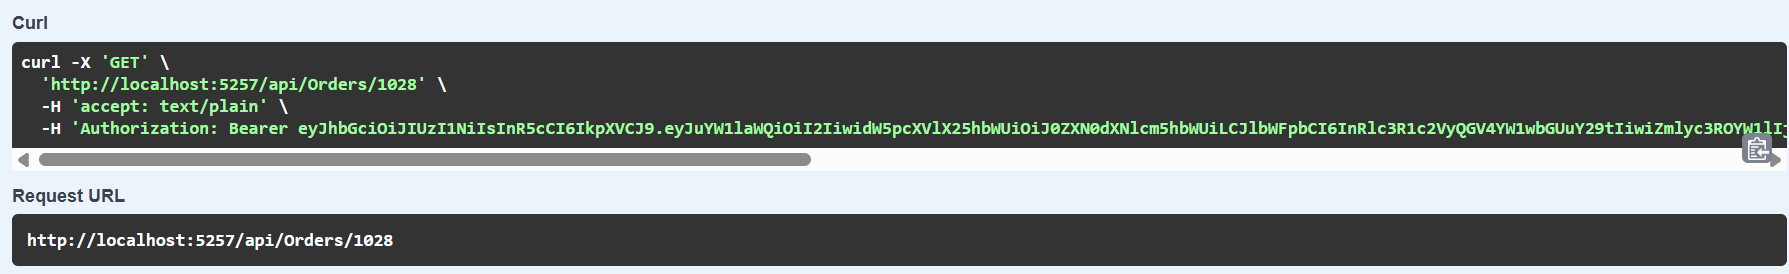 Curl
curl -X 'GET' \
'http://localhost:5257/api/Orders/1028' \
-H 'accept: text/plain' \
-H 'Authorization: Bearer eyJhbGciOiJIUzI1NiIsInR5cCI6IkpXVCJ9.eyJuYW1laWQiOiI2IiwidW5pcXVlX25hbWUiOiJ0ZXN0dXNlcm5hbWUiLCJlbWFpbCI6InRlc3R1c2VyQGV4YW1wbGUuY29tIiwiZmlyc3ROYW1lIj
Request URL
http://localhost:5257/api/Orders/1028